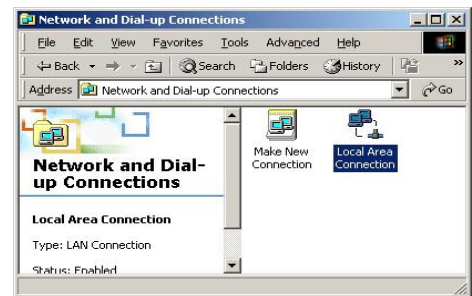 Network and Dial-up Connections
File Edit View Favorites Tools Advanced Help
Back Search Folders History »
Address Network and Dial-up Connections Go
Network and Dial-
up Connections
Local Area Connection
Type: LAN Connection
Status: Enabled
Make New
Connection
Local Area
Connection